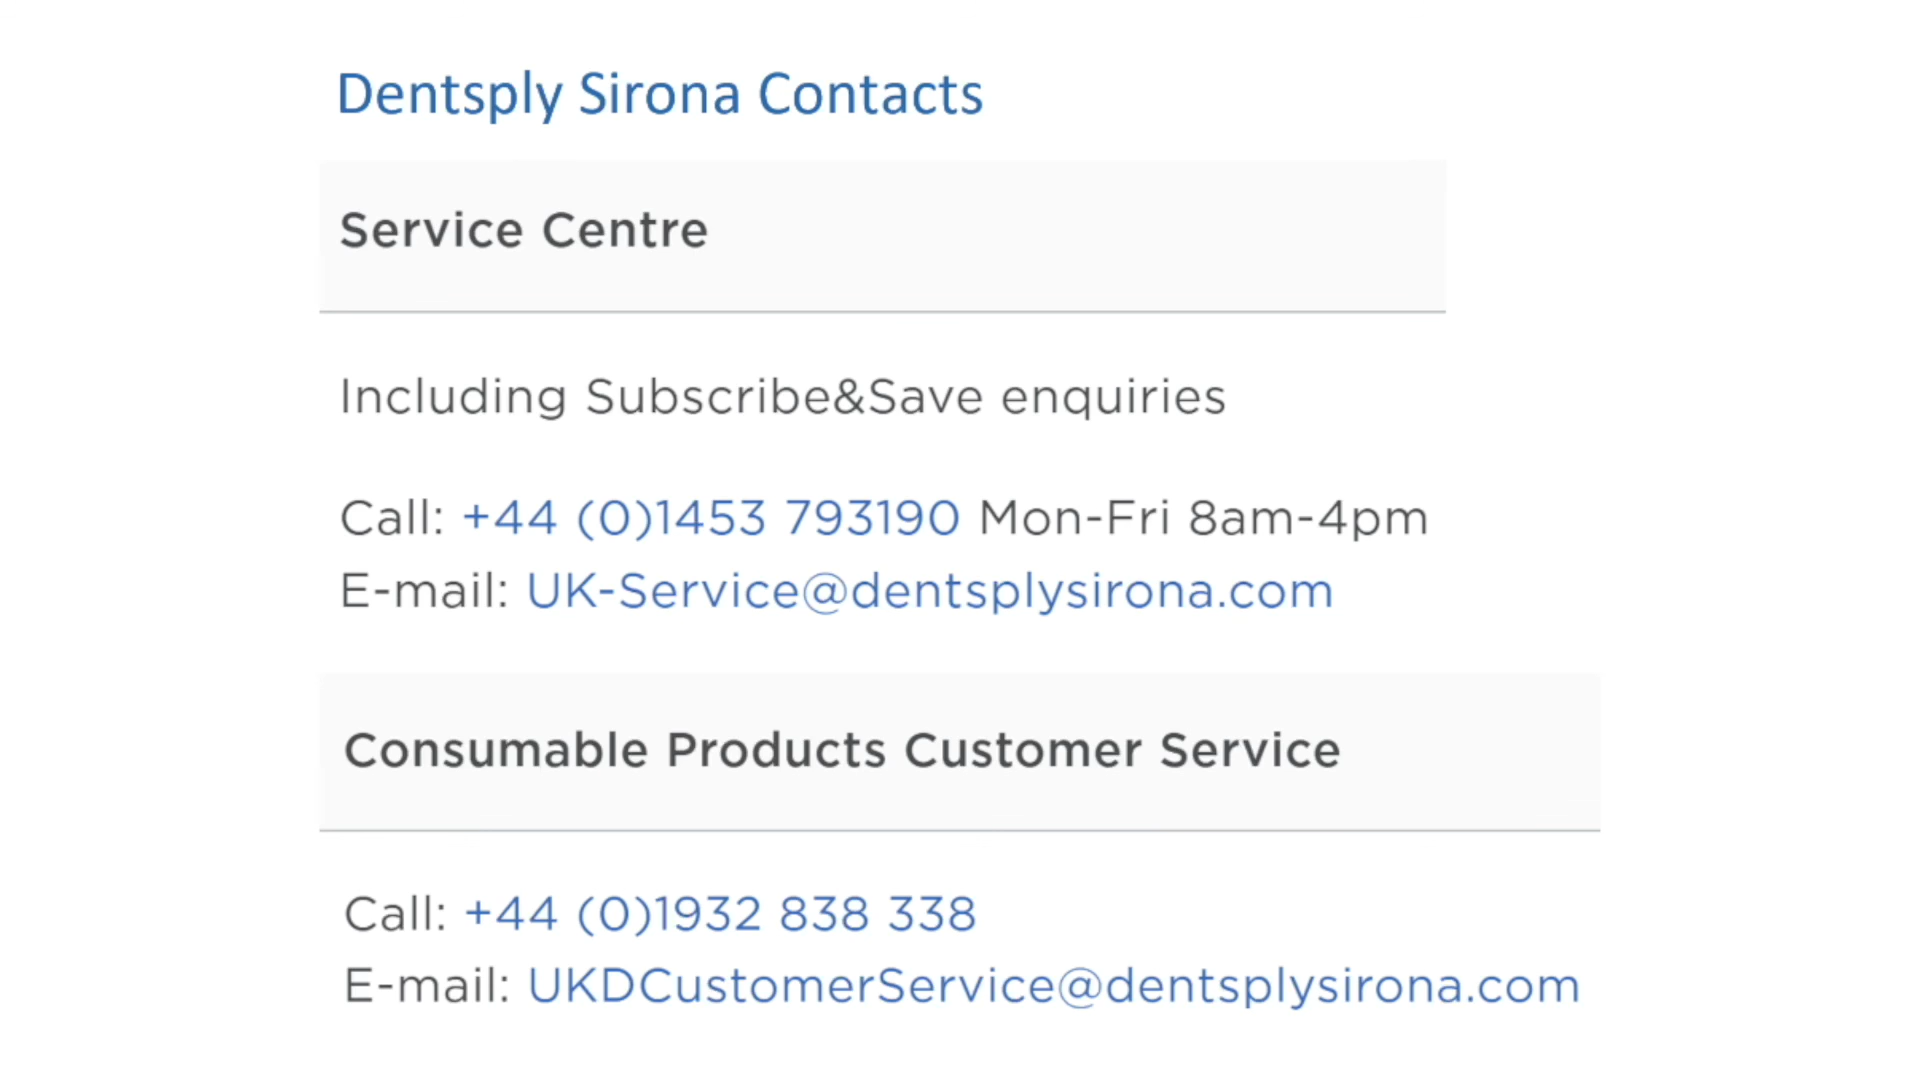 Dentsply Sirona Contacts
Service Centre
Including Subscribe&Save enquiries
Call: +44 (0)1453 793190 Mon-Fri 8am-4pm
E-mail: UK-Service@dentsplysirona.com
Consumable Products Customer Service
Call: +44 (0)1932 838 338
E-mail: UKDCustomerService@dentsplysirona.com